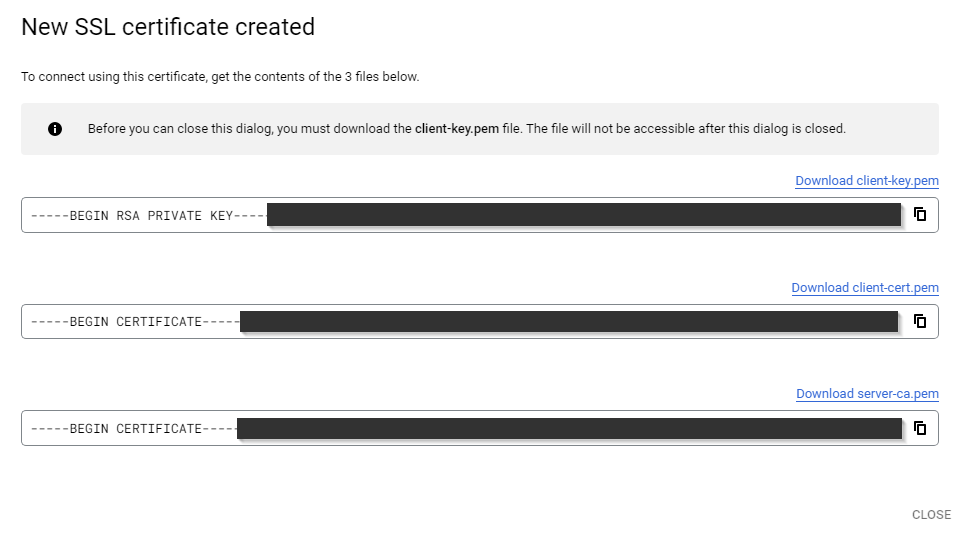 New SSL certificate created
To connect using this certificate, get the contents of the 3 files below.
Before you can close this dialog, you must download the client-key.pem file. The file will not be accessible after this dialog is closed.
Download client-key.pem
-----BEGIN RSA PRIVATE KEY-----
Download client-cert.pem
-----BEGIN CERTIFICATE-----
Download server-ca.pem
-----BEGIN CERTIFICATE-----
CLOSE